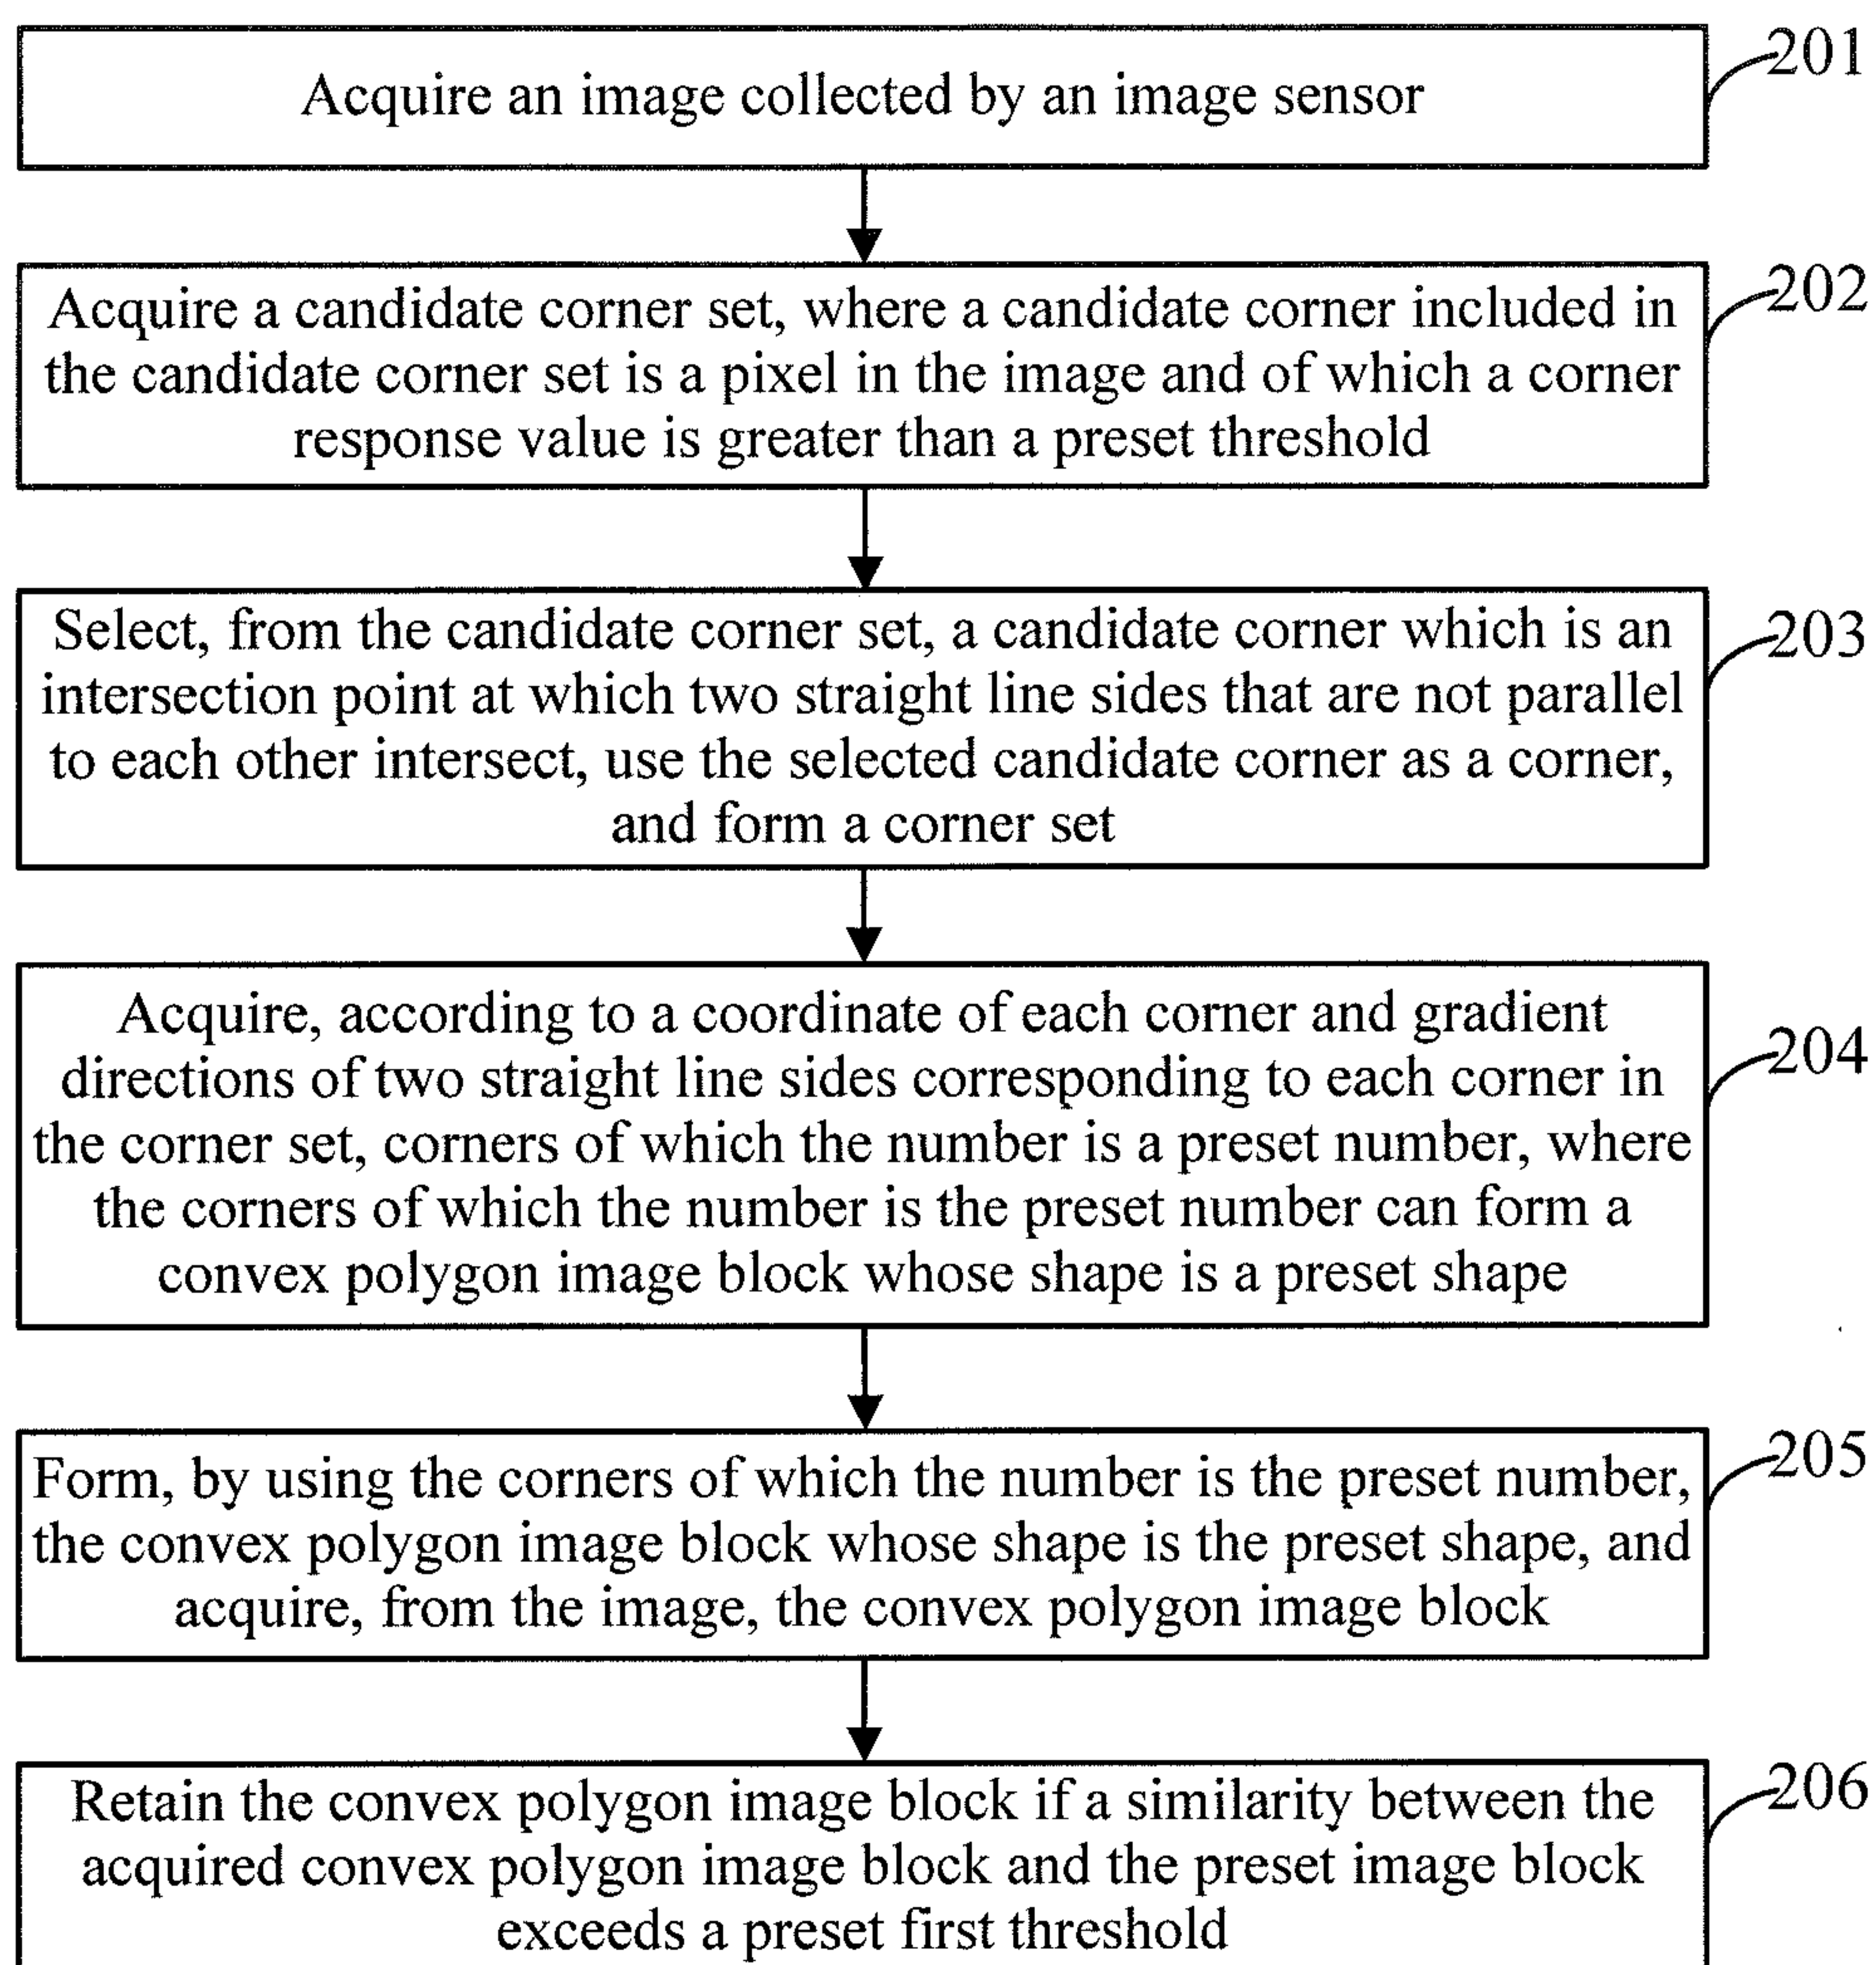 Acquire an image collected by an image sensor
201
Acquire a candidate corner set, where a candidate corner included in
the candidate corner set is a pixel in the image and of which a corner
response value is greater than a preset threshold
202
Select, from the candidate corner set, a candidate corner which is an
intersection point at which two straight line sides that are not parallel
to each other intersect, use the selected candidate corner as a corner,
and form a corner set
203
Acquire, according to a coordinate of each corner and gradient
directions of two straight line sides corresponding to each corner in
the corner set, corners of which the number is a preset number, where
the corners of which the number is the preset number can form a
convex polygon image block whose shape is a preset shape
204
Form, by using the corners of which the number is the preset number,
the convex polygon image block whose shape is the preset shape, and
acquire, from the image, the convex polygon image block
205
Retain the convex polygon image block if a similarity between the
acquired convex polygon image block and the preset image block
exceeds a preset first threshold
206